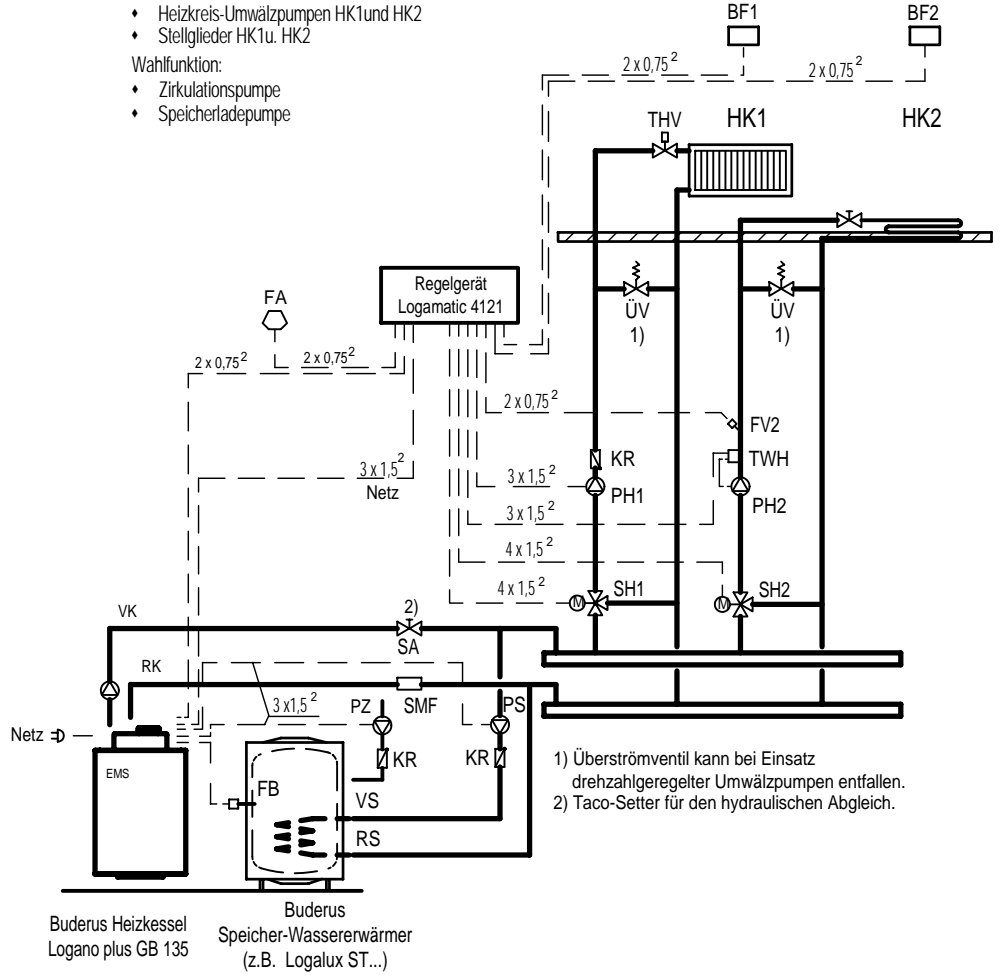 • Heizkreis-Umwälzpumpen HK1und HK2
• Stellglieder HK1u. HK2
Wahlfunktion:
• Zirkulationspumpe
• Speicherladepumpe
BF1
BF2
2 x 0,75²
2 x 0,75²
THV
HK1
HK2
Regelgerät
Logamatic 4121
FA
ÜV
1)
ÜV
1)
2 x 0,75²
2 x 0,75²
2 x 0,75²
FV2
KR
TWH
3 x 1,5²
Netz
3 x 1,5²
PH1
PH2
3 x 1,5²
4 x 1,5²
4 x 1,5²
SH1
SH2
M
M
VK
2)
SA
RK
3 x1,5²
SMF
PZ
PS
Netz
KR
KR
EMS
FB
VS
RS
1) Überströmventil kann bei Einsatz
drehzahlgeregelter Umwälzpumpen entfallen.
2) Taco-Setter für den hydraulischen Abgleich.
Buderus Heizkessel
Logano plus GB 135
Buderus
Speicher-Wassererwärmer
(z.B. Logalux ST...)